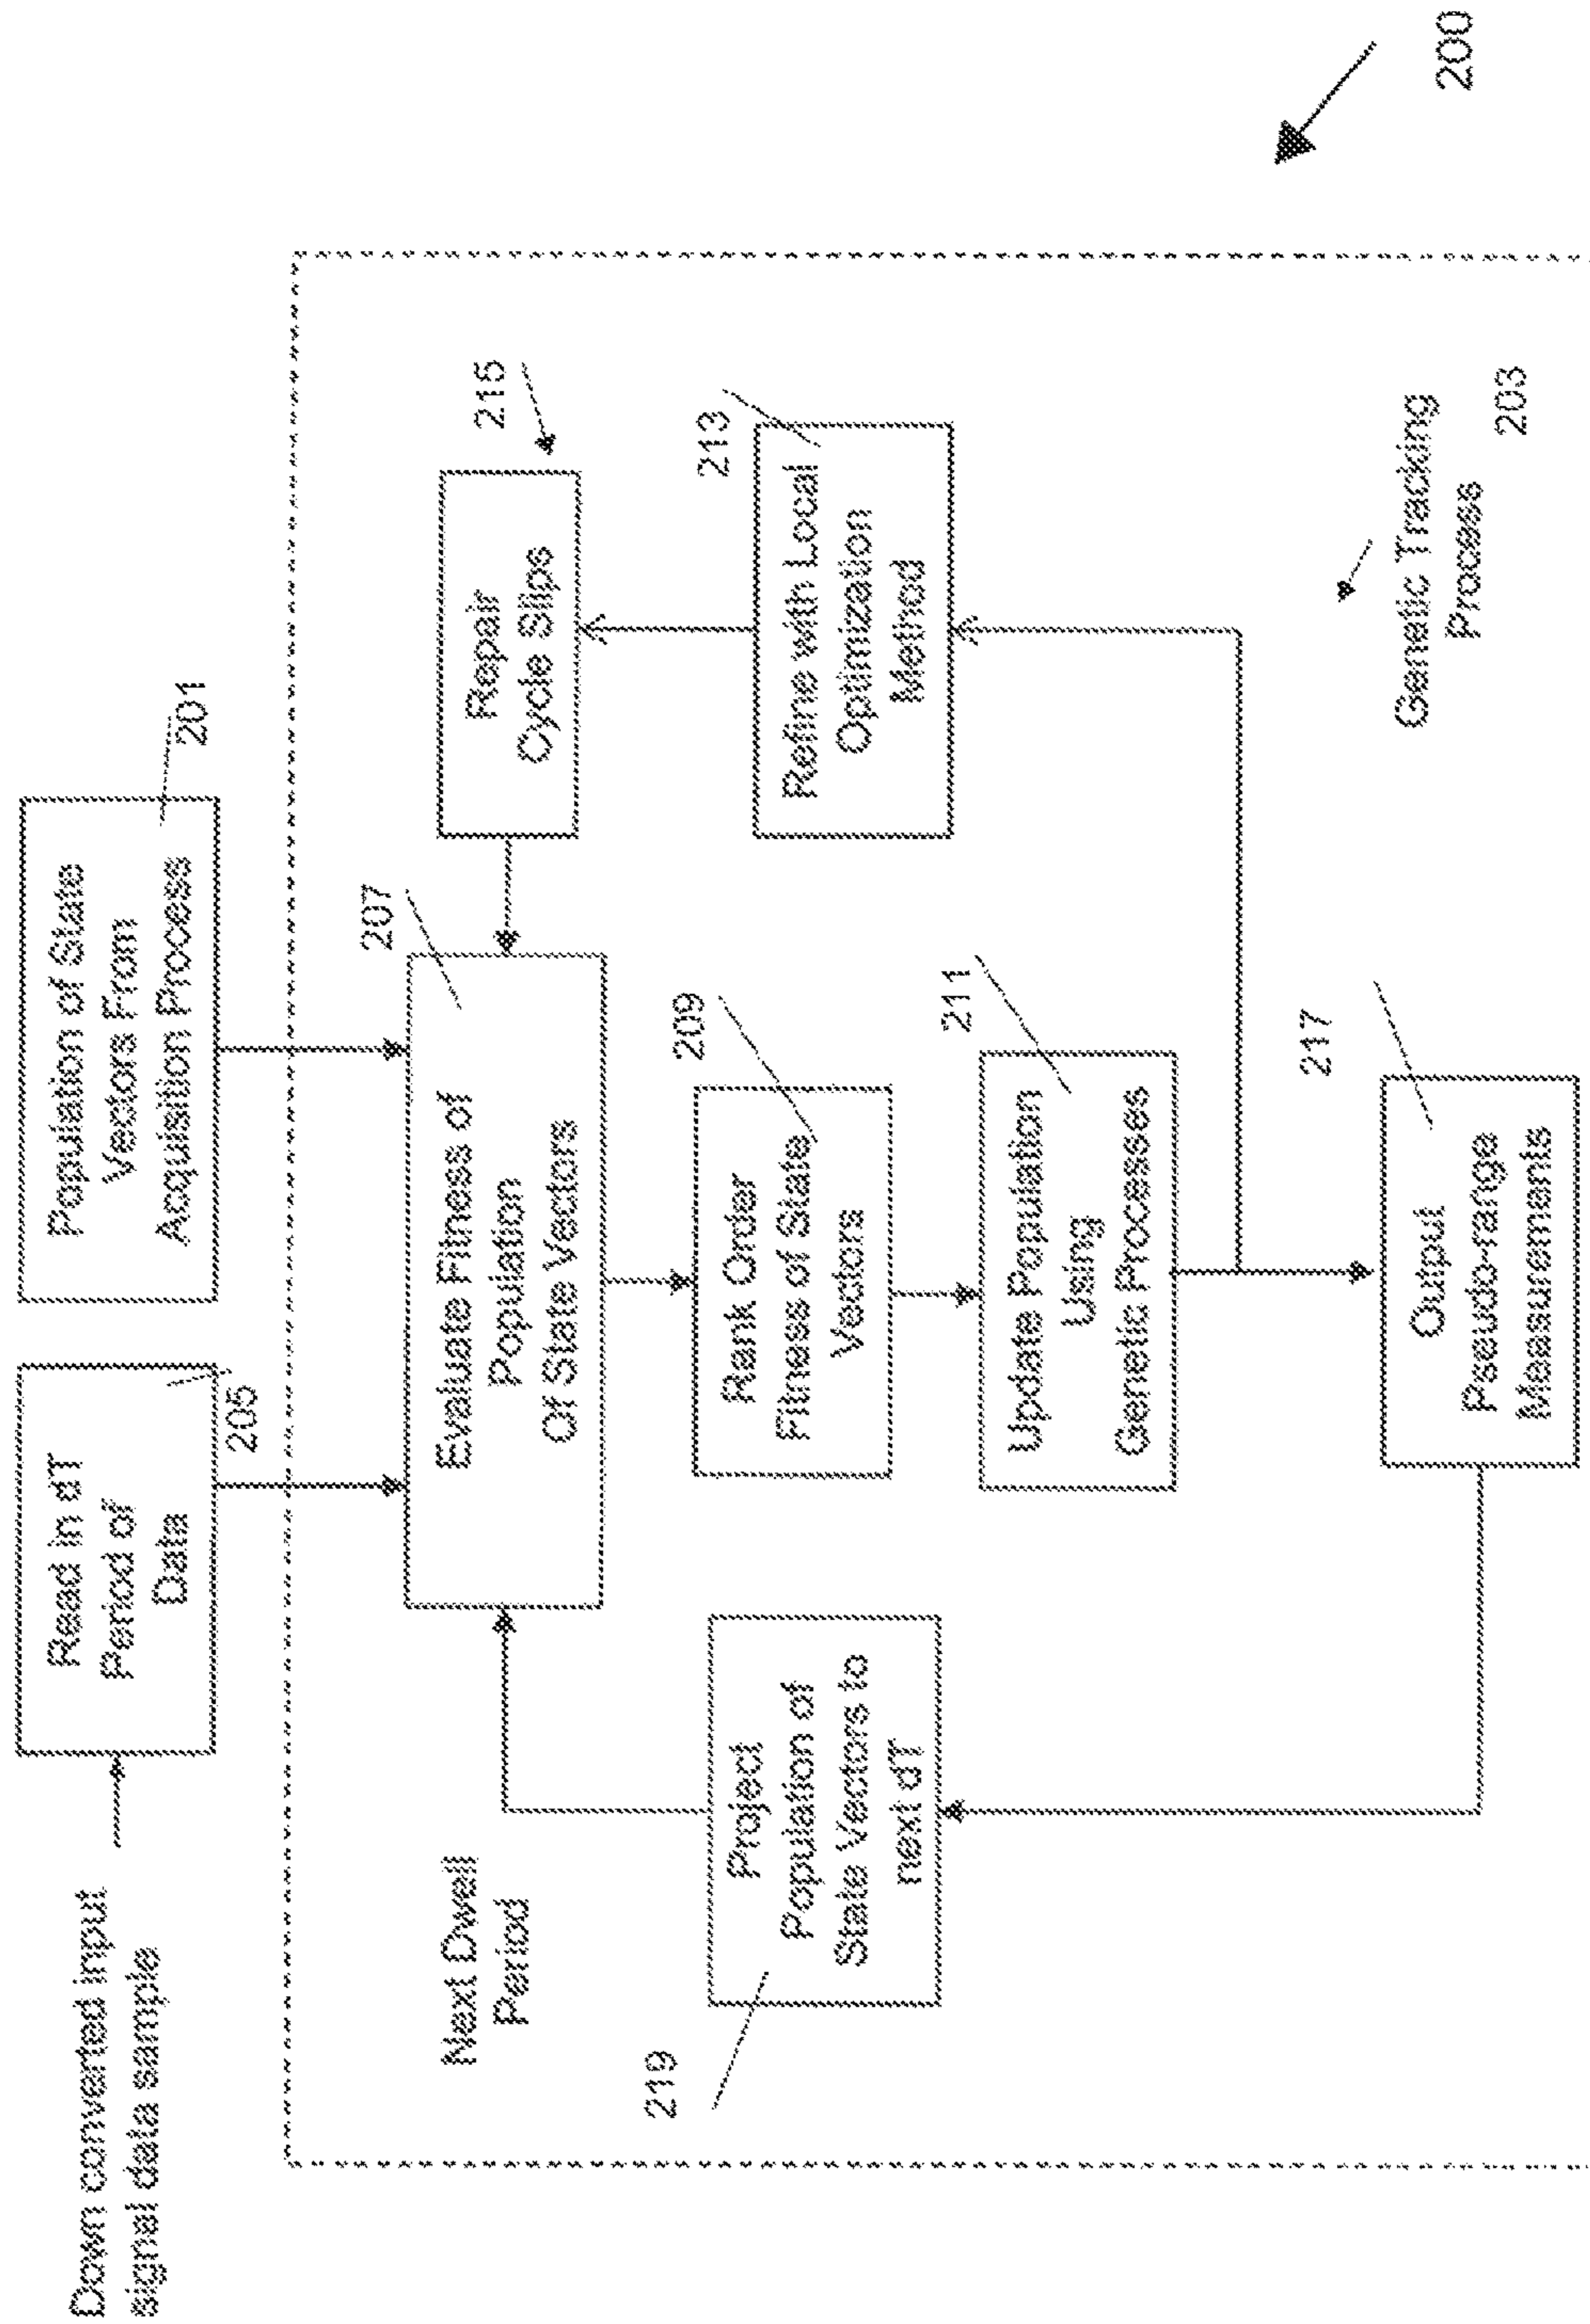 Down converted input
signal data sample
Read in dT
Period of
Data
205
Population of State
Vectors From
Acquisition Process
201
Next Dwell
Period
Evaluate Fitness of
Population
Of State Vectors
207
Repair
Cycle Slips
215
219
Project
Population of
State Vectors to
next dT
Rank Order
Fitness of State
Vectors
209
Refine with Local
Optimization
Method
213
Update Population
Using
Genetic Processes
211
Output
Pseudo-range
Measurements
217
Genetic Tracking
Process
203
200